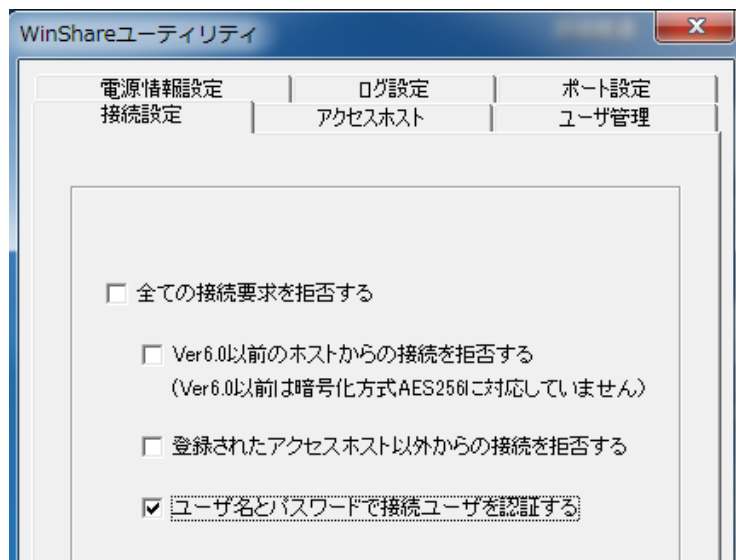 WinShareユーティリティ
電源情報設定 ログ設定 ポート設定
接続設定 アクセスホスト ユーザ管理
全ての接続要求を拒否する
Ver6.0以前のホストからの接続を拒否する
(Ver6.0以前は暗号化方式AES256に対応していません)
登録されたアクセスホスト以外からの接続を拒否する
ユーザ名とパスワードで接続ユーザを認証する